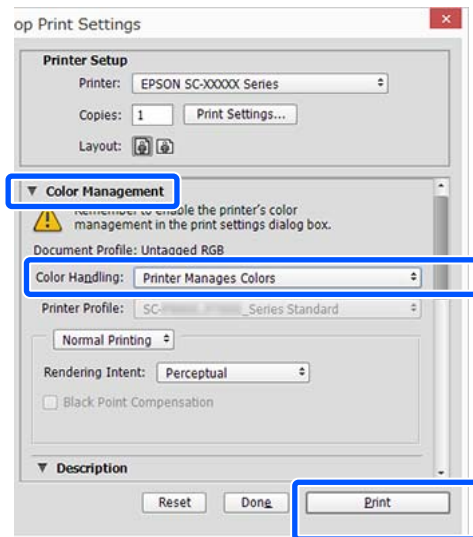 op Print Settings
Printer Setup
Printer: EPSON SC-XXXXX Series
Copies: 1 Print Settings...
Layout:
▼ Color Management
Remember to enable the printer's color
management in the print settings dialog box.
Document Profile: Untagged RGB
Color Handling: Printer Manages Colors
Printer Profile: SC- _Series Standard
Normal Printing
Rendering Intent: Perceptual
Black Point Compensation
▼ Description
Reset Done Print